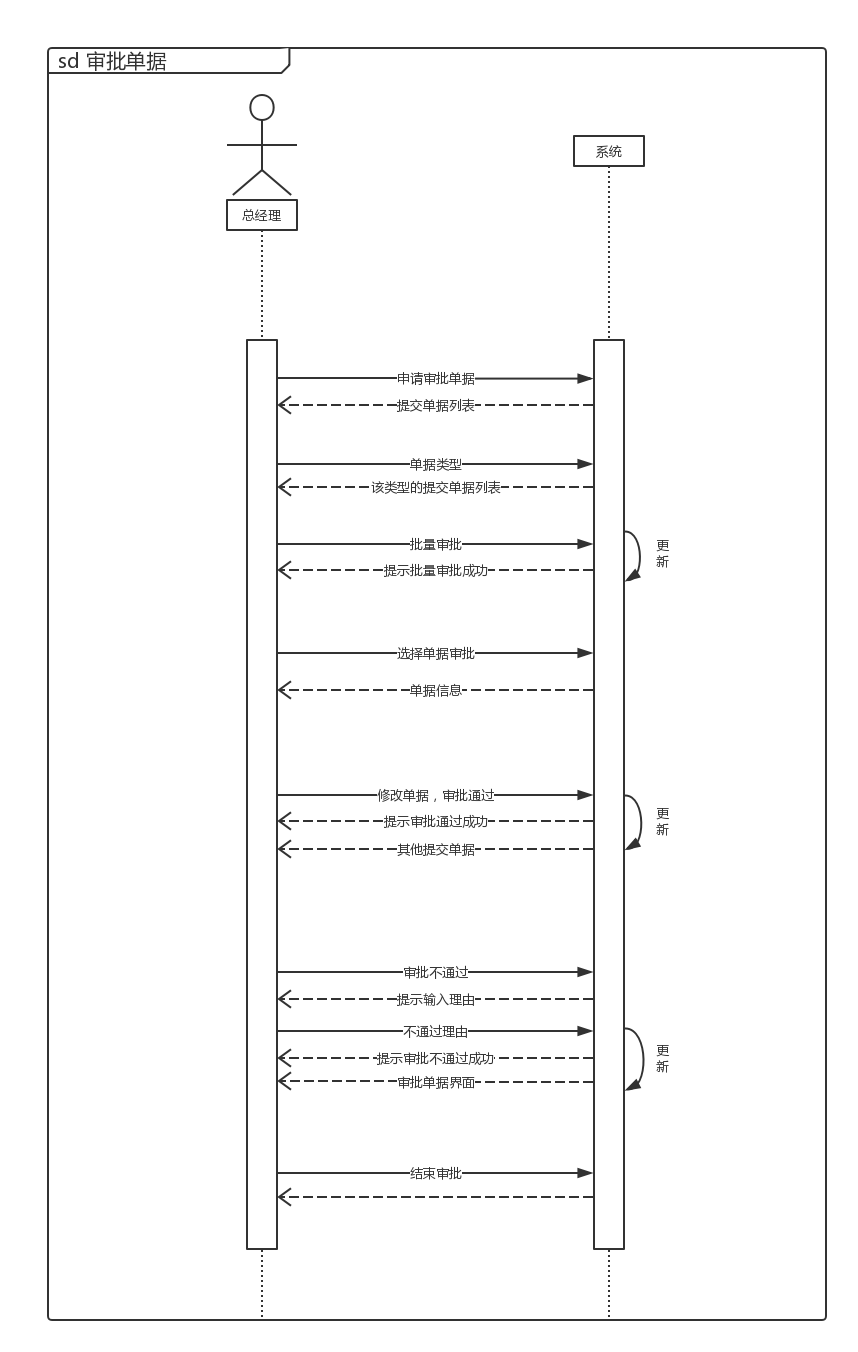 sd 审批单据
系统
总经理
申请审批单据
提交单据列表
单据类型
该类型的提交单据列表
批量审批
更
新
提示批量审批成功
选择单据审批
单据信息
修改单据，审批通过
更
新
提示审批通过成功
其他提交单据
审批不通过
提示输入理由
不通过理由
更
新
提示审批不通过成功
审批单据界面
结束审批